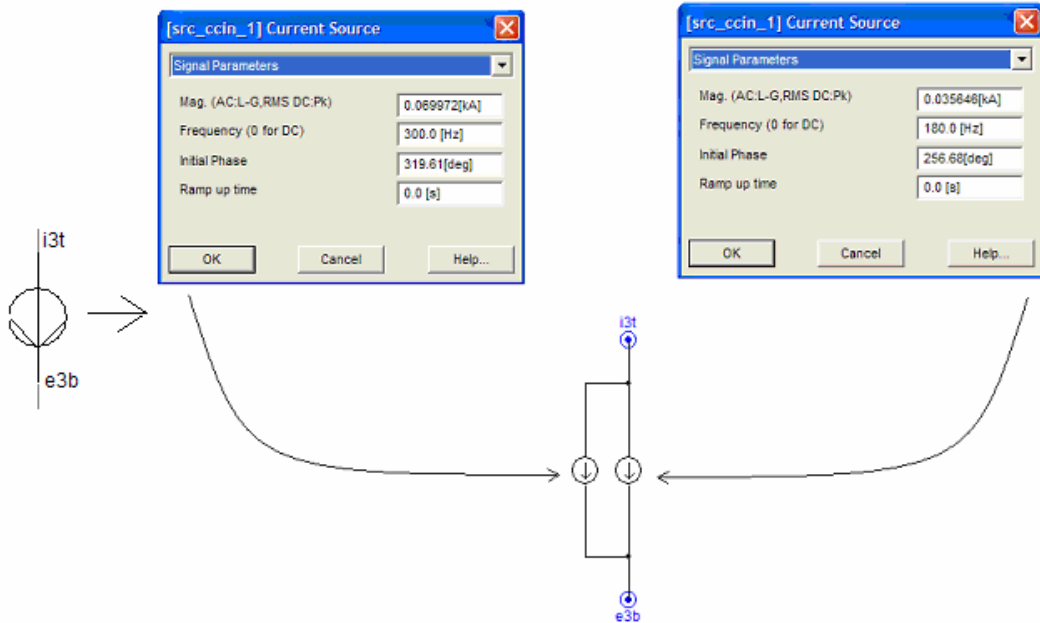 [src_ccin_1] Current Source
Signal Parameters
Mag. (AC:L-G,RMS DC:Pk) 0.069972[kA]
Frequency (0 for DC) 300.0 [Hz]
Initial Phase 319.61[deg]
Ramp up time 0.0 [s]
OK Cancel Help...
[src_ccin_1] Current Source
Signal Parameters
Mag. (AC:L-G,RMS DC:Pk) 0.035646[kA]
Frequency (0 for DC) 180.0 [Hz]
Initial Phase 256.68[deg]
Ramp up time 0.0 [s]
OK Cancel Help...
i3t
e3b
i3t
e3b